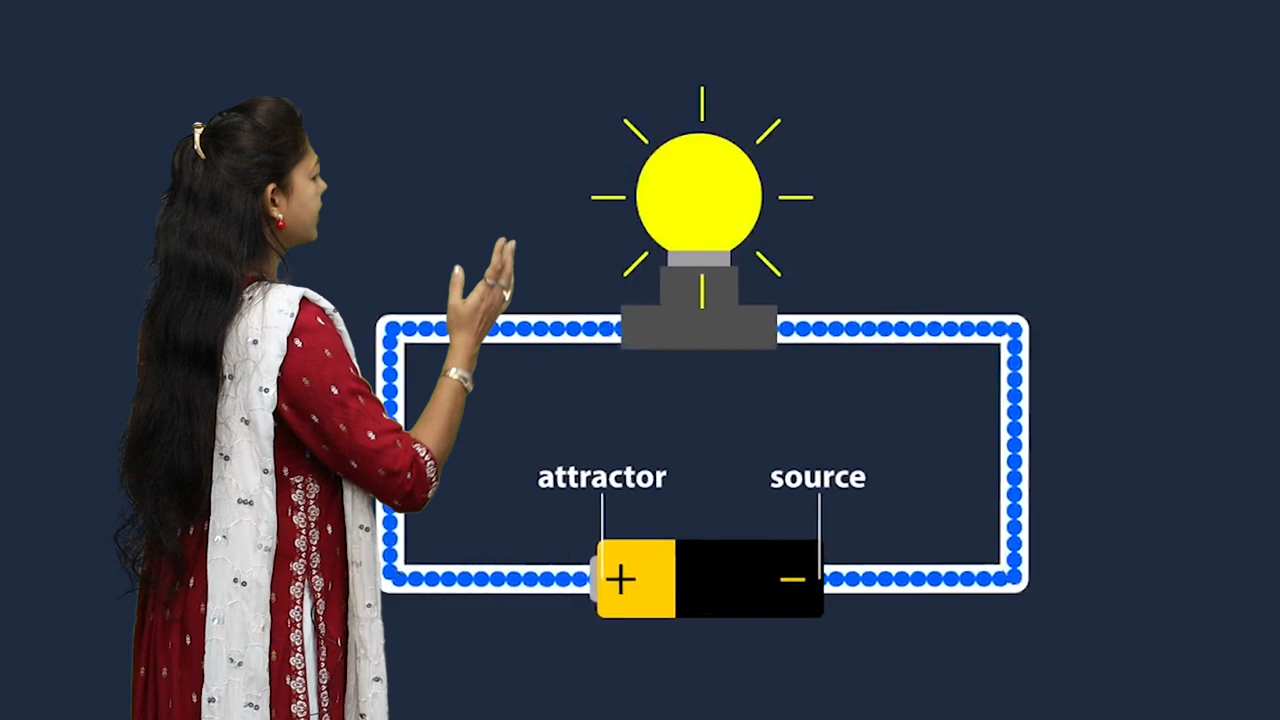 attractor
source
+
−